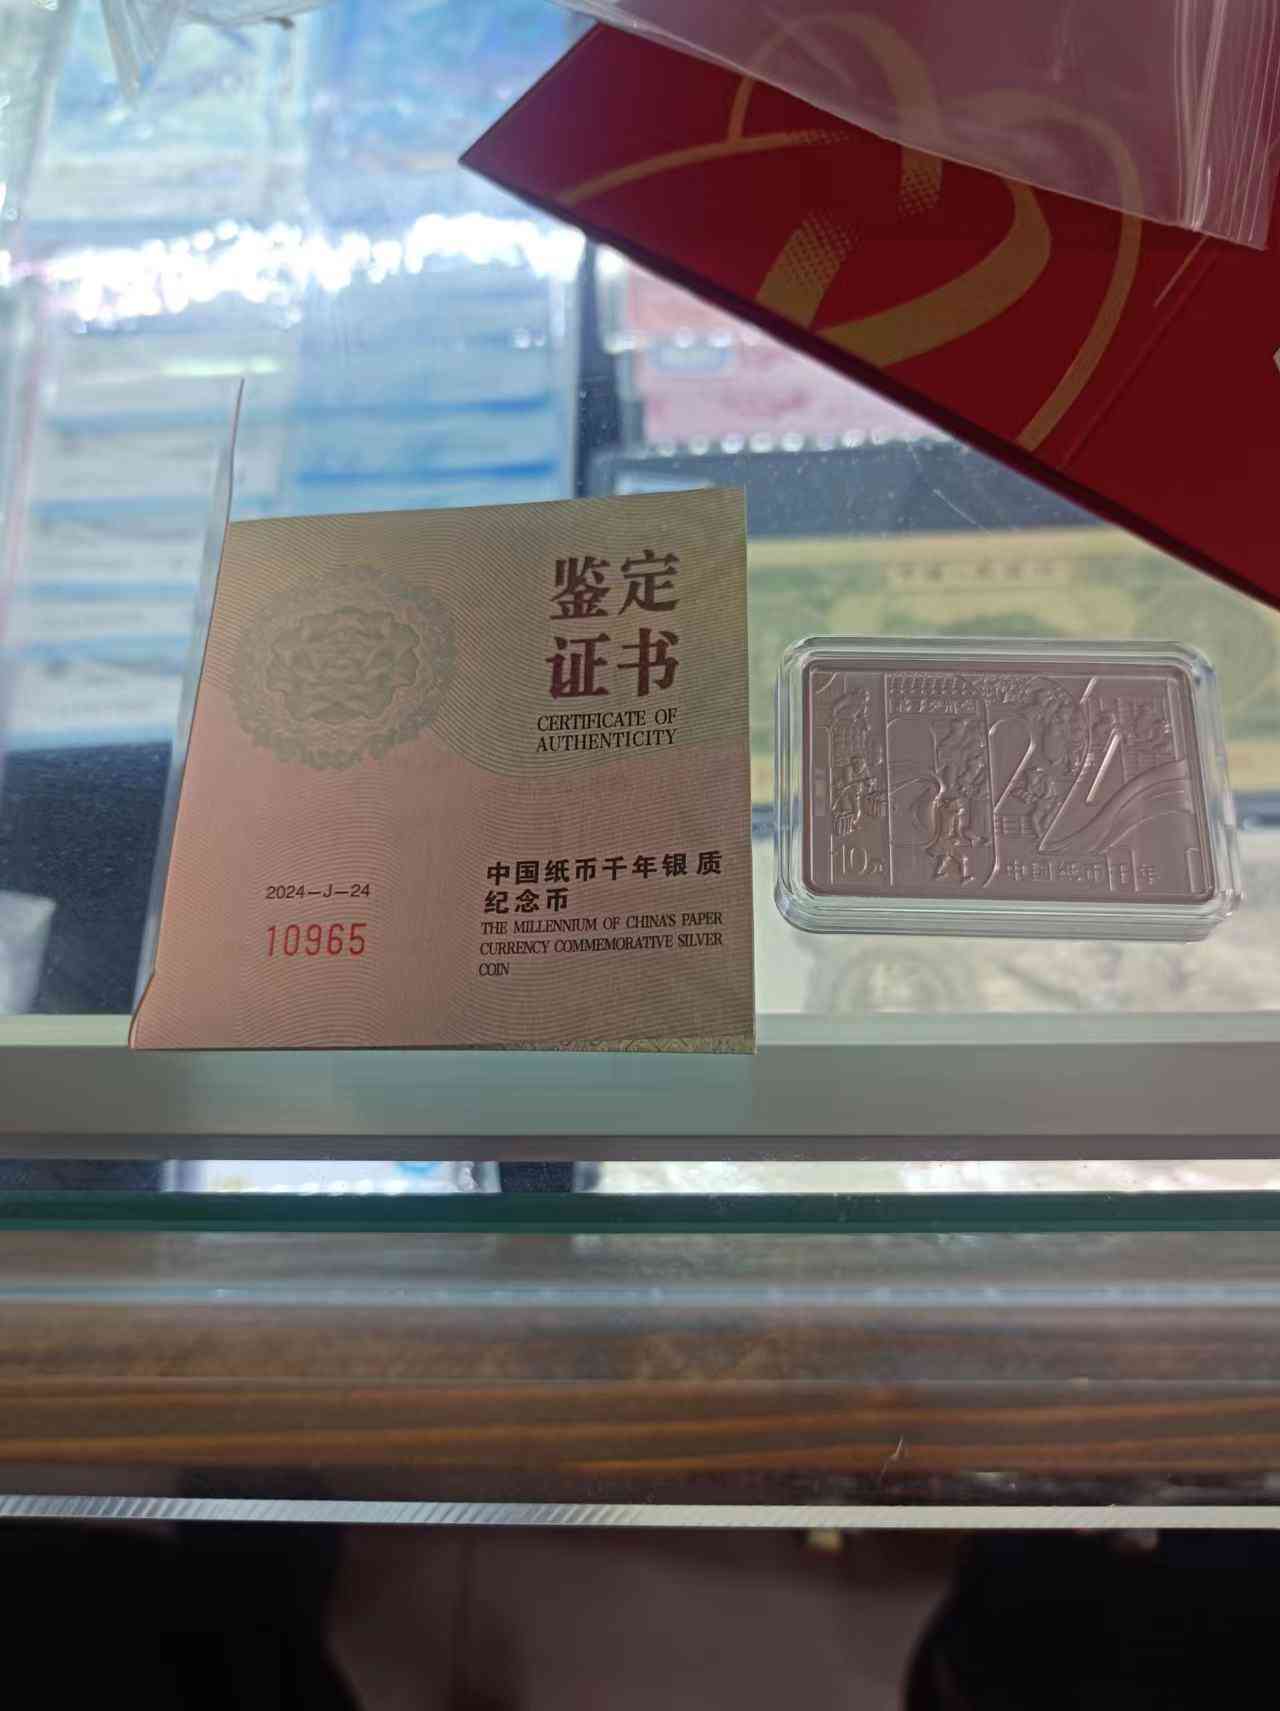 鉴定
证书
CERTIFICATE OF
AUTHENTICITY
中国纸币千年银质
纪念币
THE MILLENNIUM OF CHINA'S PAPER
CURRENCY COMMEMORATIVE SILVER
COIN
2024—J—24
10965
10元
中国纸币千年